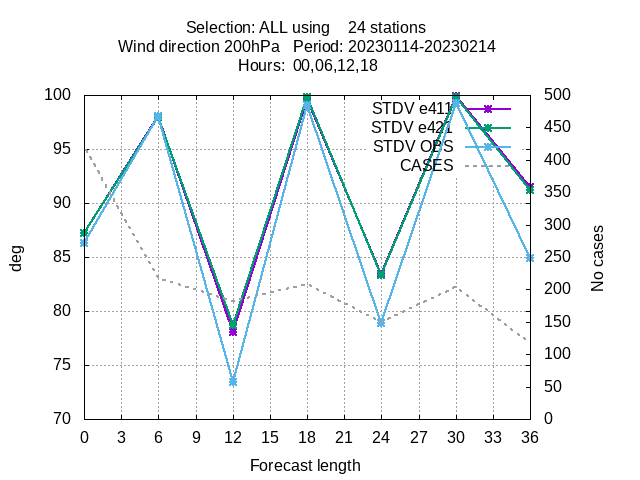 Selection: ALL using    24 stations
Wind direction 200hPa   Period: 20230114-20230214
Hours: 00,06,12,18
100
95
90
85
80
75
70
deg
STDV e411
STDV e421
STDV OPS
CASES
500
450
400
350
300
250
200
150
100
50
0
No cases
0 3 6 9 12 15 18 21 24 27 30 33 36
Forecast length